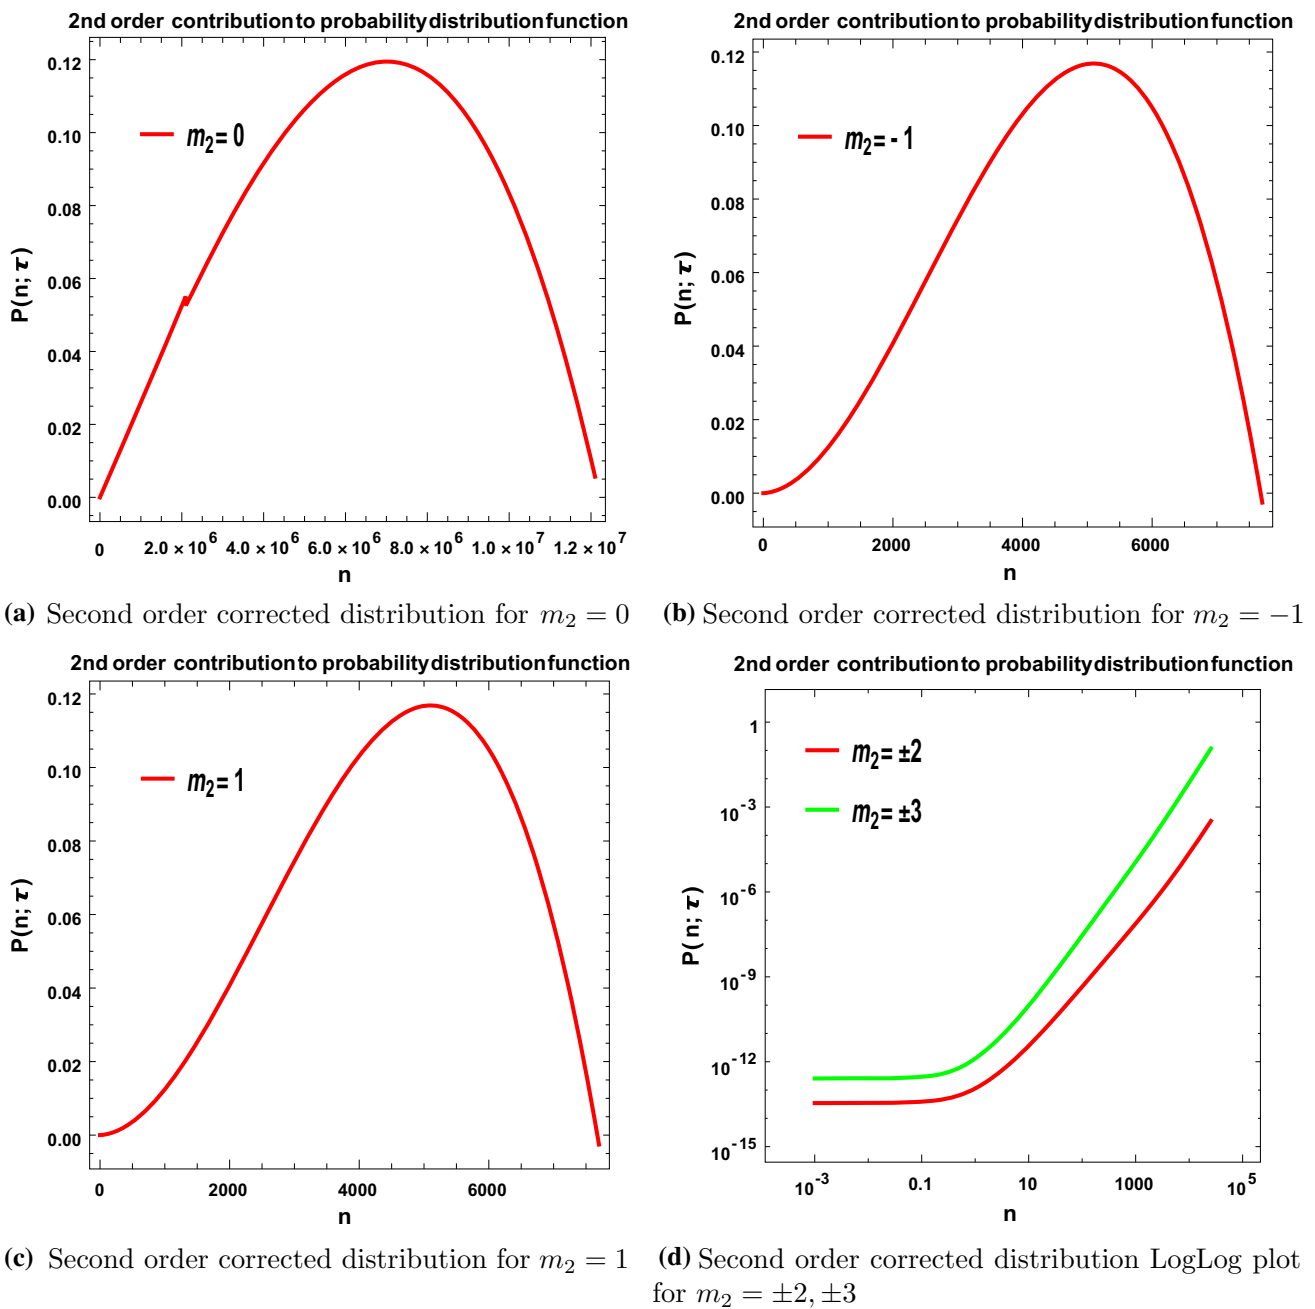 2nd order contribution to probability distribution function
0.12
0.10
0.08
0.06
0.04
0.02
0.00
P(n; τ)
m₂= 0
0
2.0 × 10⁶
4.0 × 10⁶
6.0 × 10⁶
8.0 × 10⁶
1.0 × 10⁷
1.2 × 10⁷
n
(a) Second order corrected distribution for m₂ = 0
2nd order contribution to probability distribution function
0.12
0.10
0.08
0.06
0.04
0.02
0.00
P(n; τ)
m₂= - 1
0
2000
4000
6000
n
(b) Second order corrected distribution for m₂ = −1
2nd order contribution to probability distribution function
0.12
0.10
0.08
0.06
0.04
0.02
0.00
P(n; τ)
m₂= 1
0
2000
4000
6000
n
(c) Second order corrected distribution for m₂ = 1
2nd order contribution to probability distribution function
1
10⁻³
10⁻⁶
10⁻⁹
10⁻¹²
10⁻¹⁵
P( n; τ)
m₂= ±2
m₂= ±3
10⁻³
0.1
10
1000
10⁵
n
(d) Second order corrected distribution LogLog plot
for m₂ = ±2, ±3